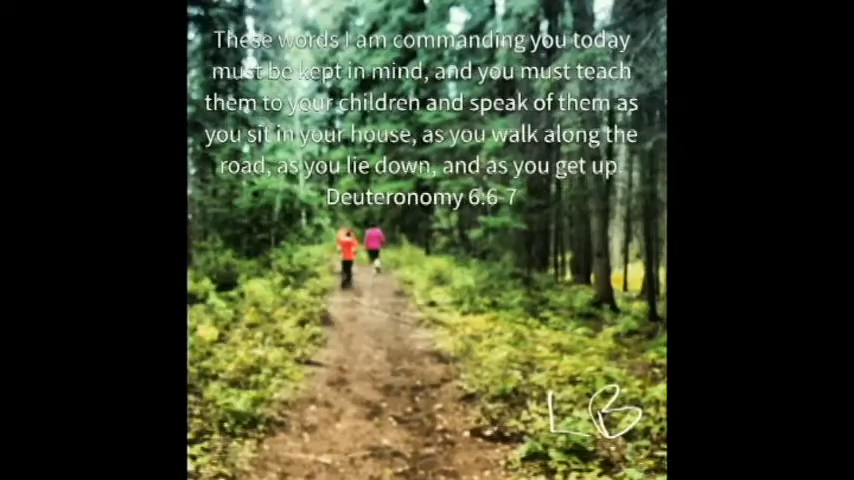 These words I am commanding you today
must be kept in mind, and you must teach
them to your children and speak of them as
you sit in your house, as you walk along the
road, as you lie down, and as you get up.
Deuteronomy 6:6-7
LB